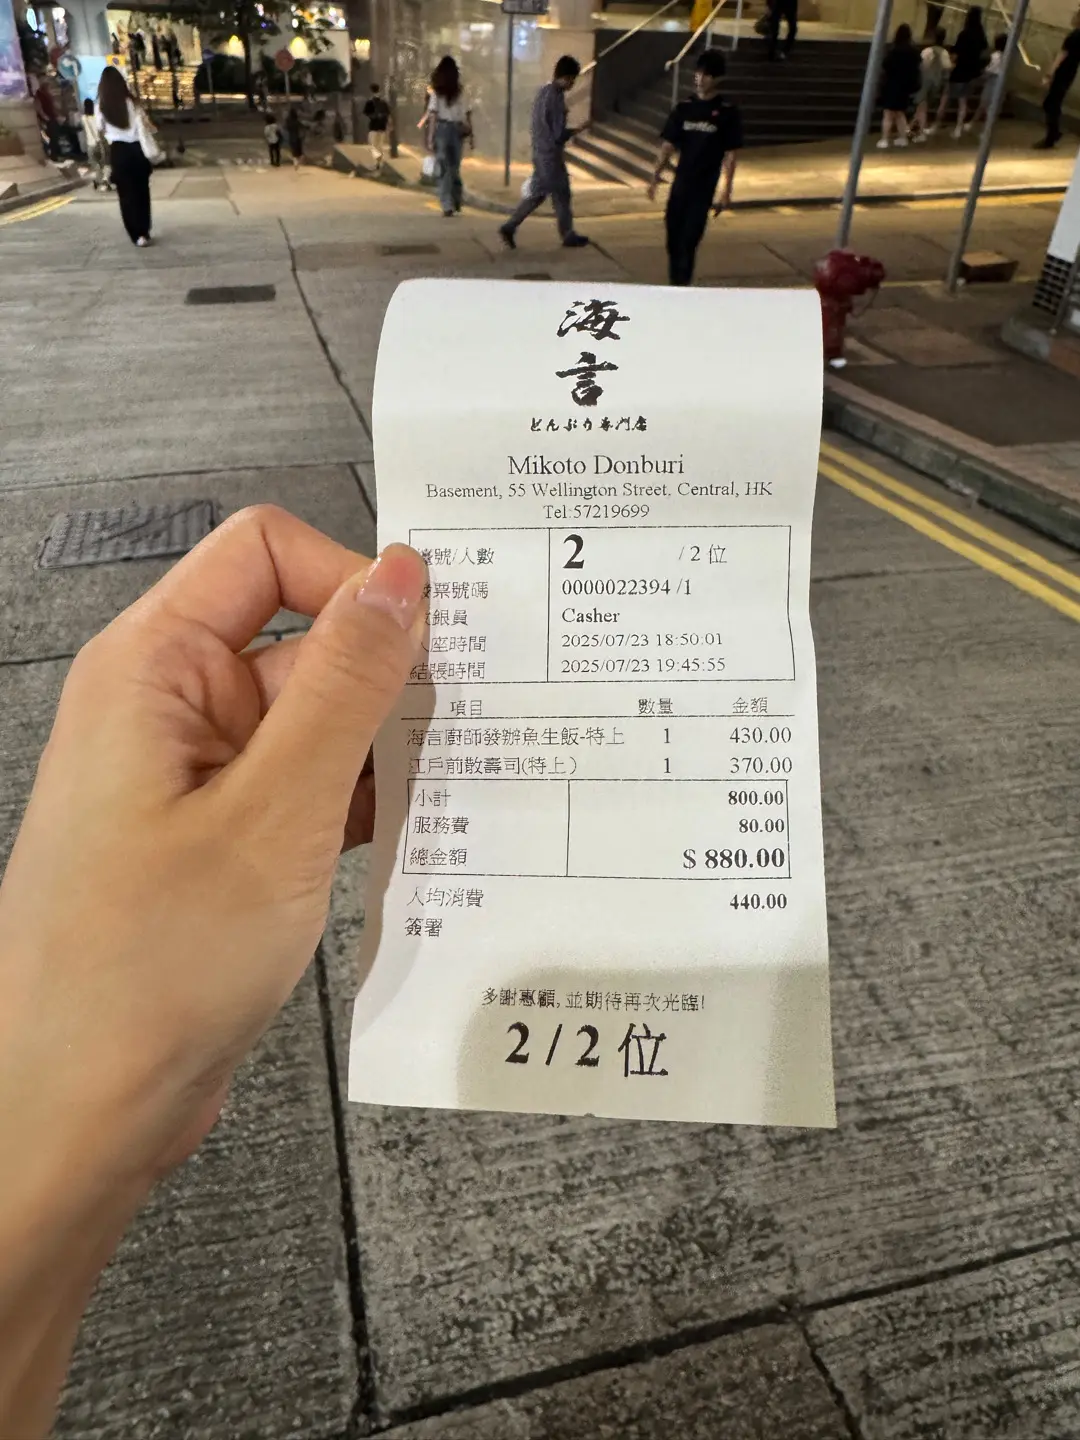 海
言
どんぶり專門店
Mikoto Donburi
Basement, 55 Wellington Street, Central, HK
Tel:57219699
號/人數 2 / 2 位
票號碼 0000022394 /1
銀員 Casher
座時間 2025/07/23 18:50:01
結賬時間 2025/07/23 19:45:55
項目 數量 金額
海言廚師發辦魚生飯-特上 1 430.00
江戶前散壽司(特上) 1 370.00
小計 800.00
服務費 80.00
總金額 $ 880.00
人均消費 440.00
簽署
多謝惠顧, 並期待再次光臨!
2 / 2 位